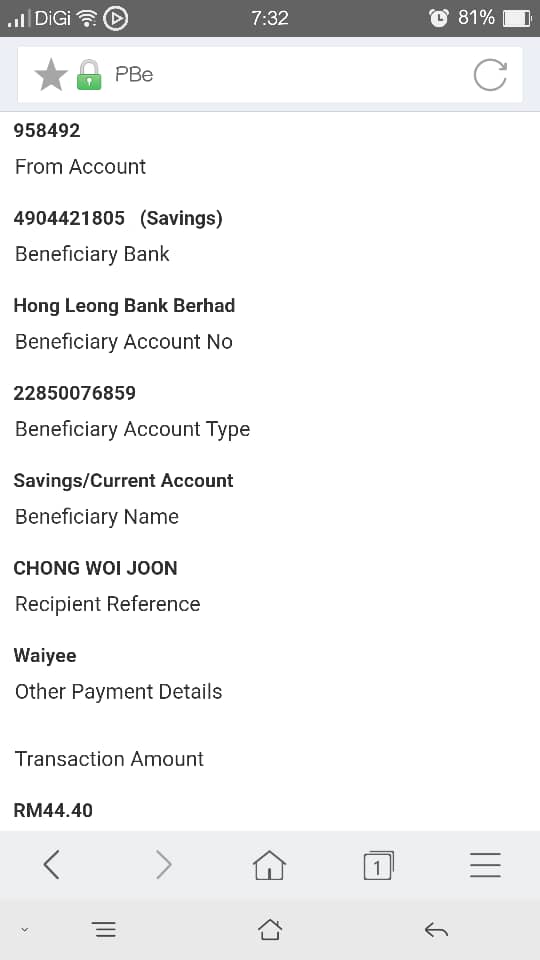 DiGi 7:32 81%
PBe
958492
From Account
4904421805 (Savings)
Beneficiary Bank
Hong Leong Bank Berhad
Beneficiary Account No
22850076859
Beneficiary Account Type
Savings/Current Account
Beneficiary Name
CHONG WOI JOON
Recipient Reference
Waiyee
Other Payment Details
Transaction Amount
RM44.40
1